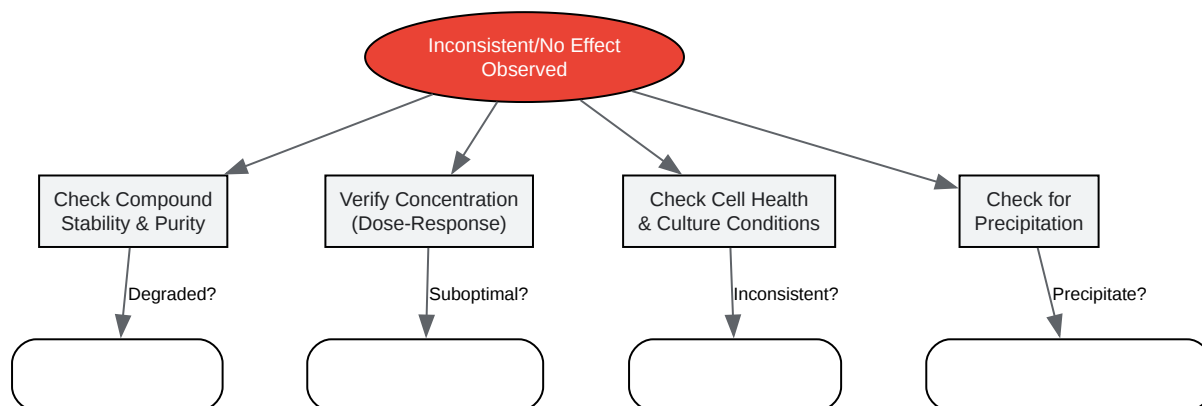 Inconsistent/No Effect
Observed
Check Compound
Stability & Purity
Verify Concentration
(Dose-Response)
Check Cell Health
& Culture Conditions
Check for
Precipitation
Degraded?
Suboptimal?
Inconsistent?
Precipitate?